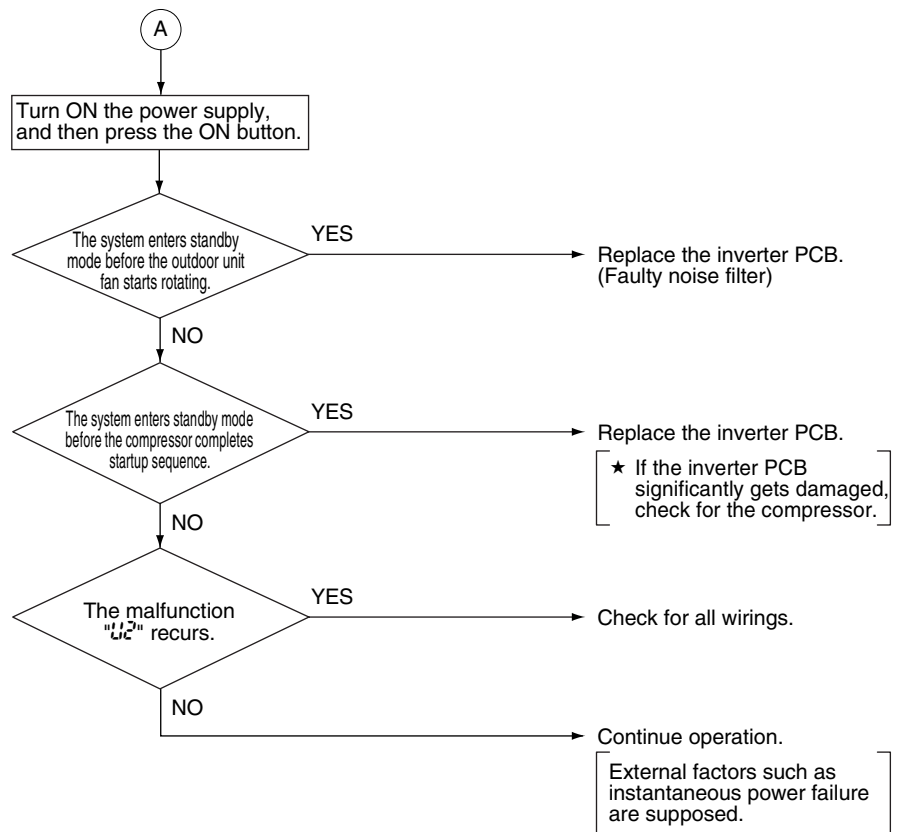 A
Turn ON the power supply,
and then press the ON button.
The system enters standby
mode before the outdoor unit
fan starts rotating.
YES
Replace the inverter PCB.
(Faulty noise filter)
NO
The system enters standby mode
before the compressor completes
startup sequence.
YES
Replace the inverter PCB.
★ If the inverter PCB
significantly gets damaged,
check for the compressor.
NO
The malfunction
"U2" recurs.
YES
Check for all wirings.
NO
Continue operation.
External factors such as
instantaneous power failure
are supposed.